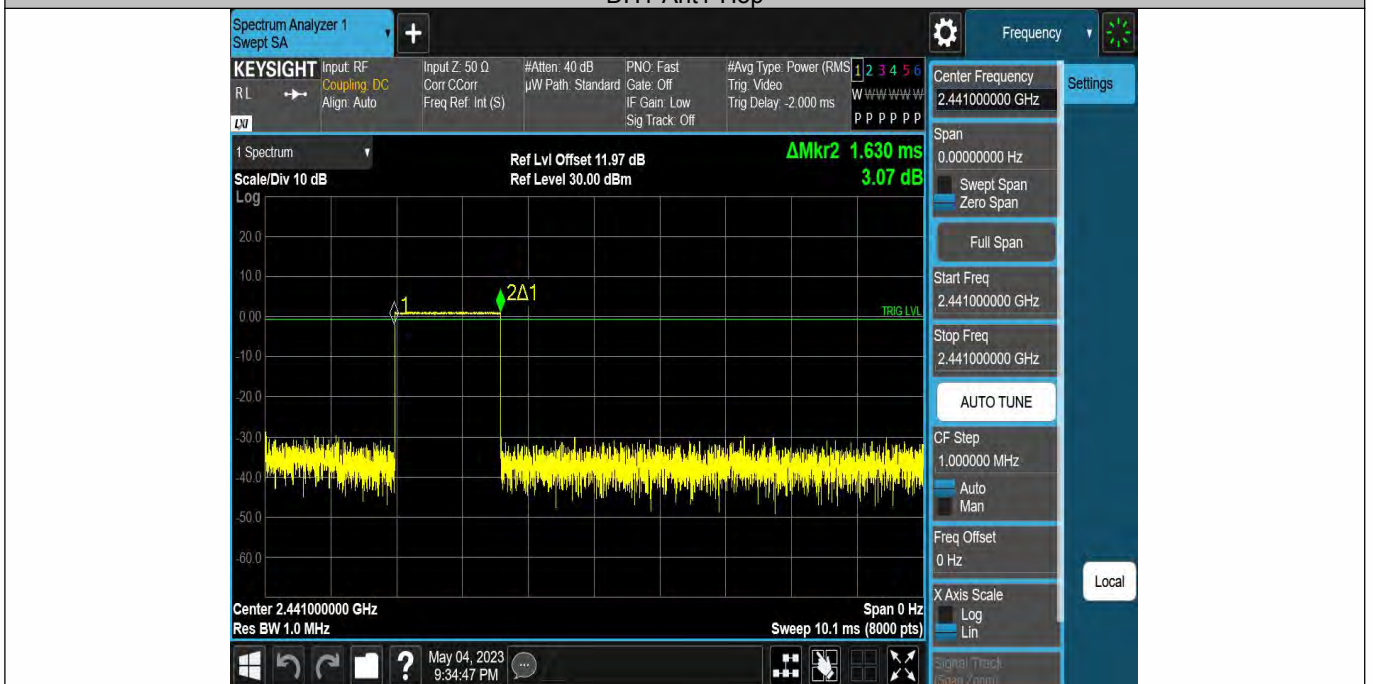 Spectrum Analyzer 1
Swept SA
Frequency
KEYSIGHT
RL
LXI
Input: RF
Coupling: DC
Align: Auto
Input Z: 50 Ω
Corr CCorr
Freq Ref: Int (S)
#Atten: 40 dB
µW Path: Standard
PNO: Fast
Gate: Off
IF Gain: Low
Sig Track: Off
#Avg Type: Power (RMS
Trig: Video
Trig Delay: -2.000 ms
1 2 3 4 5 6
W W W W W W
P P P P P P
1 Spectrum
Scale/Div 10 dB
Log
Ref Lvl Offset 11.97 dB
Ref Level 30.00 dBm
ΔMkr2 1.630 ms
3.07 dB
20.0
10.0
0.00
-10.0
-20.0
-30.0
-40.0
-50.0
-60.0
1
2Δ1
TRIG LVL
Center 2.441000000 GHz
Res BW 1.0 MHz
Span 0 Hz
Sweep 10.1 ms (8000 pts)
May 04, 2023
9:34:47 PM
Center Frequency
2.441000000 GHz
Settings
Span
0.00000000 Hz
Swept Span
Zero Span
Full Span
Start Freq
2.441000000 GHz
Stop Freq
2.441000000 GHz
AUTO TUNE
CF Step
1.000000 MHz
Auto
Man
Freq Offset
0 Hz
X Axis Scale
Log
Lin
Signal Track
(Span Zoom)
Local